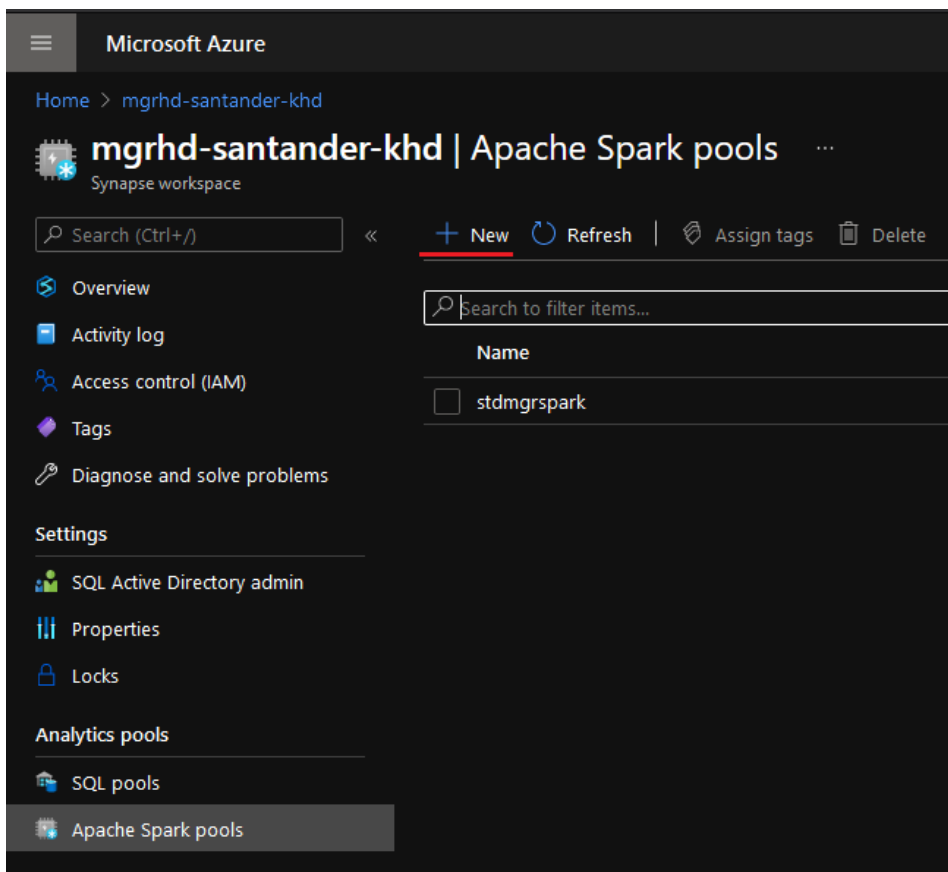 Microsoft Azure
Home > mgrhd-santander-khd
mgrhd-santander-khd | Apache Spark pools ...
Synapse workspace
Search (Ctrl+/) «
+ New Refresh | Assign tags Delete
Search to filter items...
Name
stdmgrspark
Overview
Activity log
Access control (IAM)
Tags
Diagnose and solve problems
Settings
SQL Active Directory admin
Properties
Locks
Analytics pools
SQL pools
Apache Spark pools